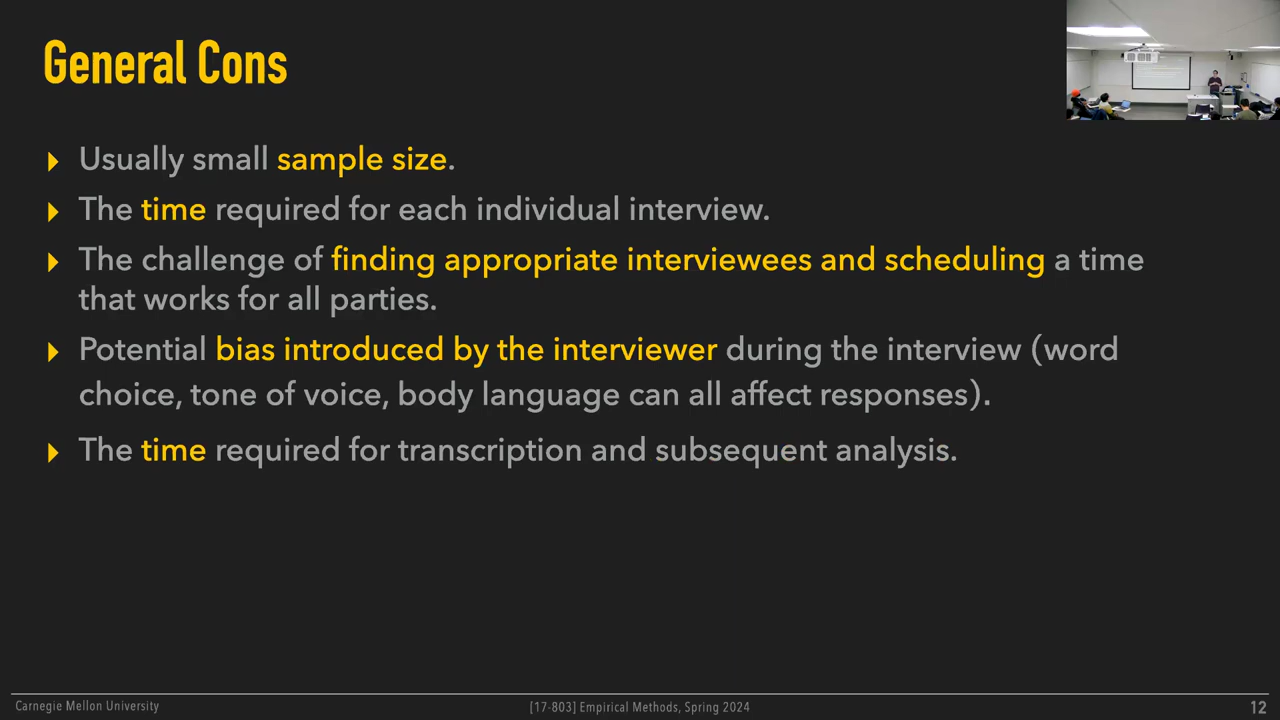 General Cons
Usually small sample size.
The time required for each individual interview.
The challenge of finding appropriate interviewees and scheduling a time
that works for all parties.
Potential bias introduced by the interviewer during the interview (word
choice, tone of voice, body language can all affect responses).
The time required for transcription and subsequent analysis.
Carnegie Mellon University
[17-803] Empirical Methods, Spring 2024
12